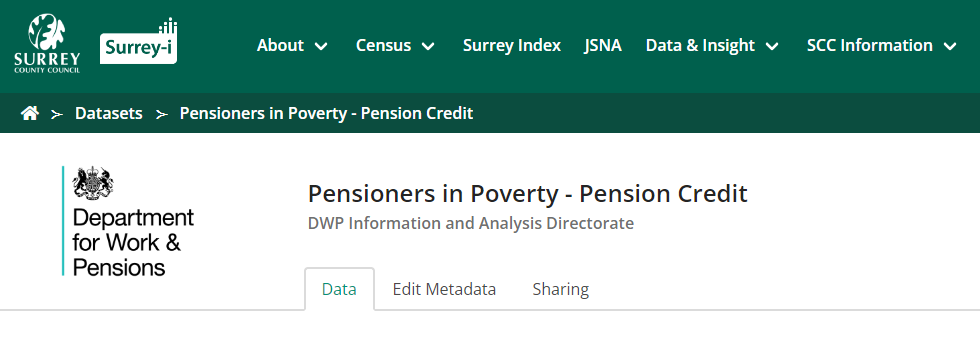 SURREY
COUNTY COUNCIL
Surrey-i
About Census Surrey Index JSNA Data & Insight SCC Information
Datasets Pensioners in Poverty - Pension Credit
Department
for Work &
Pensions
Pensioners in Poverty - Pension Credit
DWP Information and Analysis Directorate
Data Edit Metadata Sharing